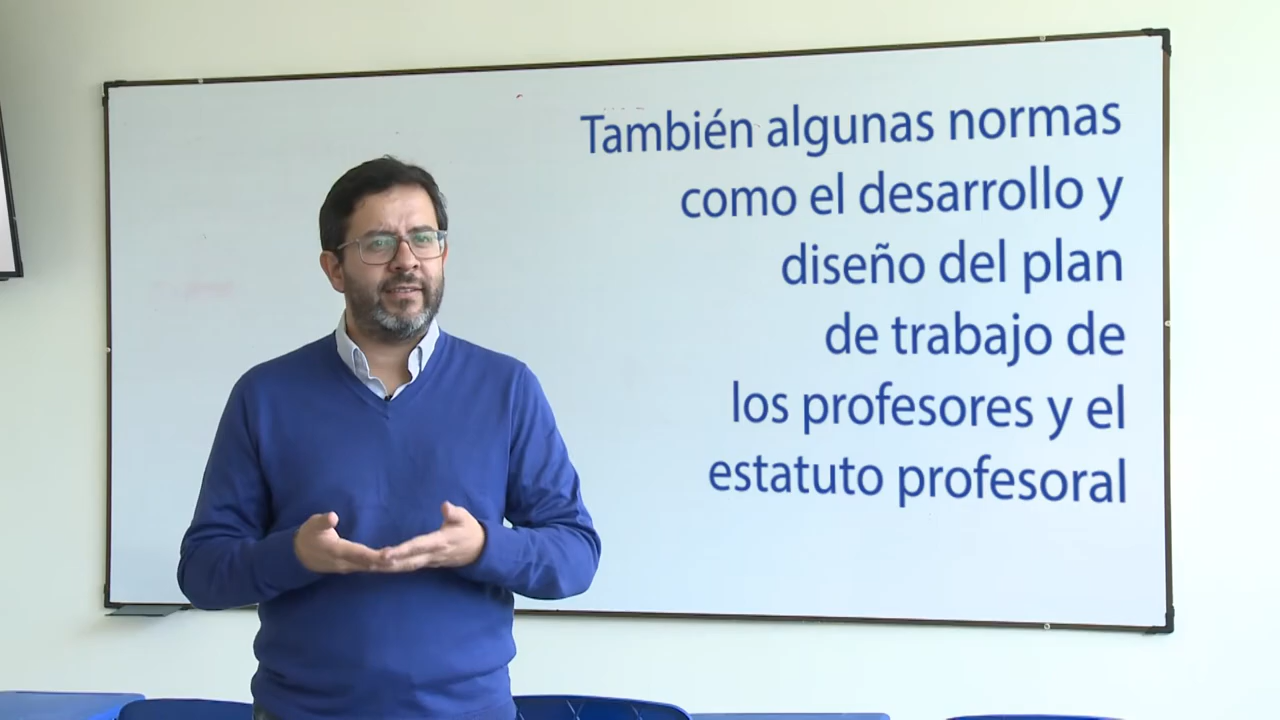 También algunas normas
como el desarrollo y
diseño del plan
de trabajo de
los profesores y el
estatuto profesoral